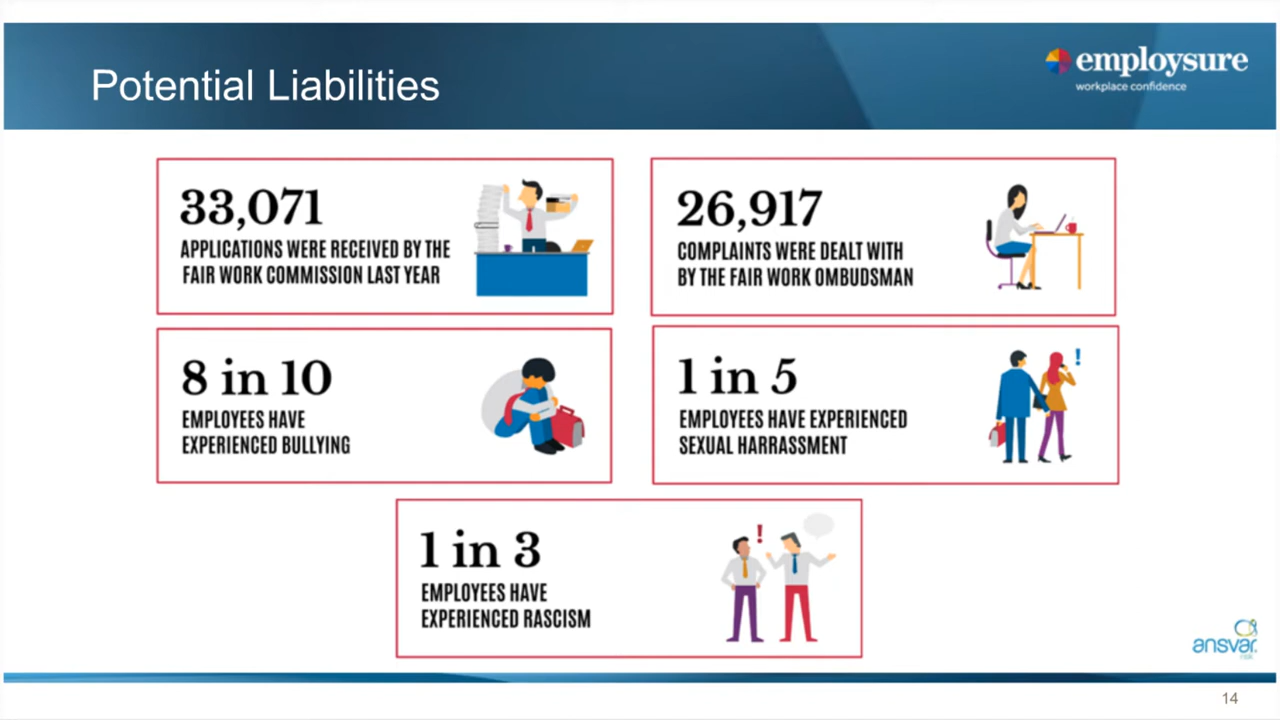 Potential Liabilities
employsure
workplace confidence
33,071
APPLICATIONS WERE RECEIVED BY THE
FAIR WORK COMMISSION LAST YEAR
26,917
COMPLAINTS WERE DEALT WITH
BY THE FAIR WORK OMBUDSMAN
8 in 10
EMPLOYEES HAVE
EXPERIENCED BULLYING
1 in 5
EMPLOYEES HAVE EXPERIENCED
SEXUAL HARRASSMENT
!
1 in 3
EMPLOYEES HAVE
EXPERIENCED RASCISM
!
ansvar
risk
14